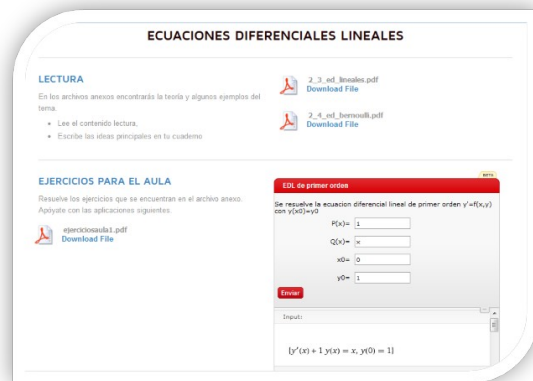 ECUACIONES DIFERENCIALES LINEALES
LECTURA
En los archivos anexos encontrarás la teoría y algunos ejemplos del
tema.
Lee el contenido lectura.
Escribe las ideas principales en tu cuaderno
2_3_ed_lineales.pdf
Download File
2_4_ed_bernoulli.pdf
Download File
EJERCICIOS PARA EL AULA
Resuelve los ejercicios que se encuentran en el archivo anexo.
Apóyate con las aplicaciones siguientes.
ejerciciosaula1.pdf
Download File
BETA
EDL de primer orden
Se resuelve la ecuacion diferencial lineal de primer orden y'=f(x,y)
con y(x0)=y0
P(x)= 1
Q(x)= x
x0= 0
y0= 1
Enviar
Input:
[y′(x) + 1 y(x) = x, y(0) = 1]